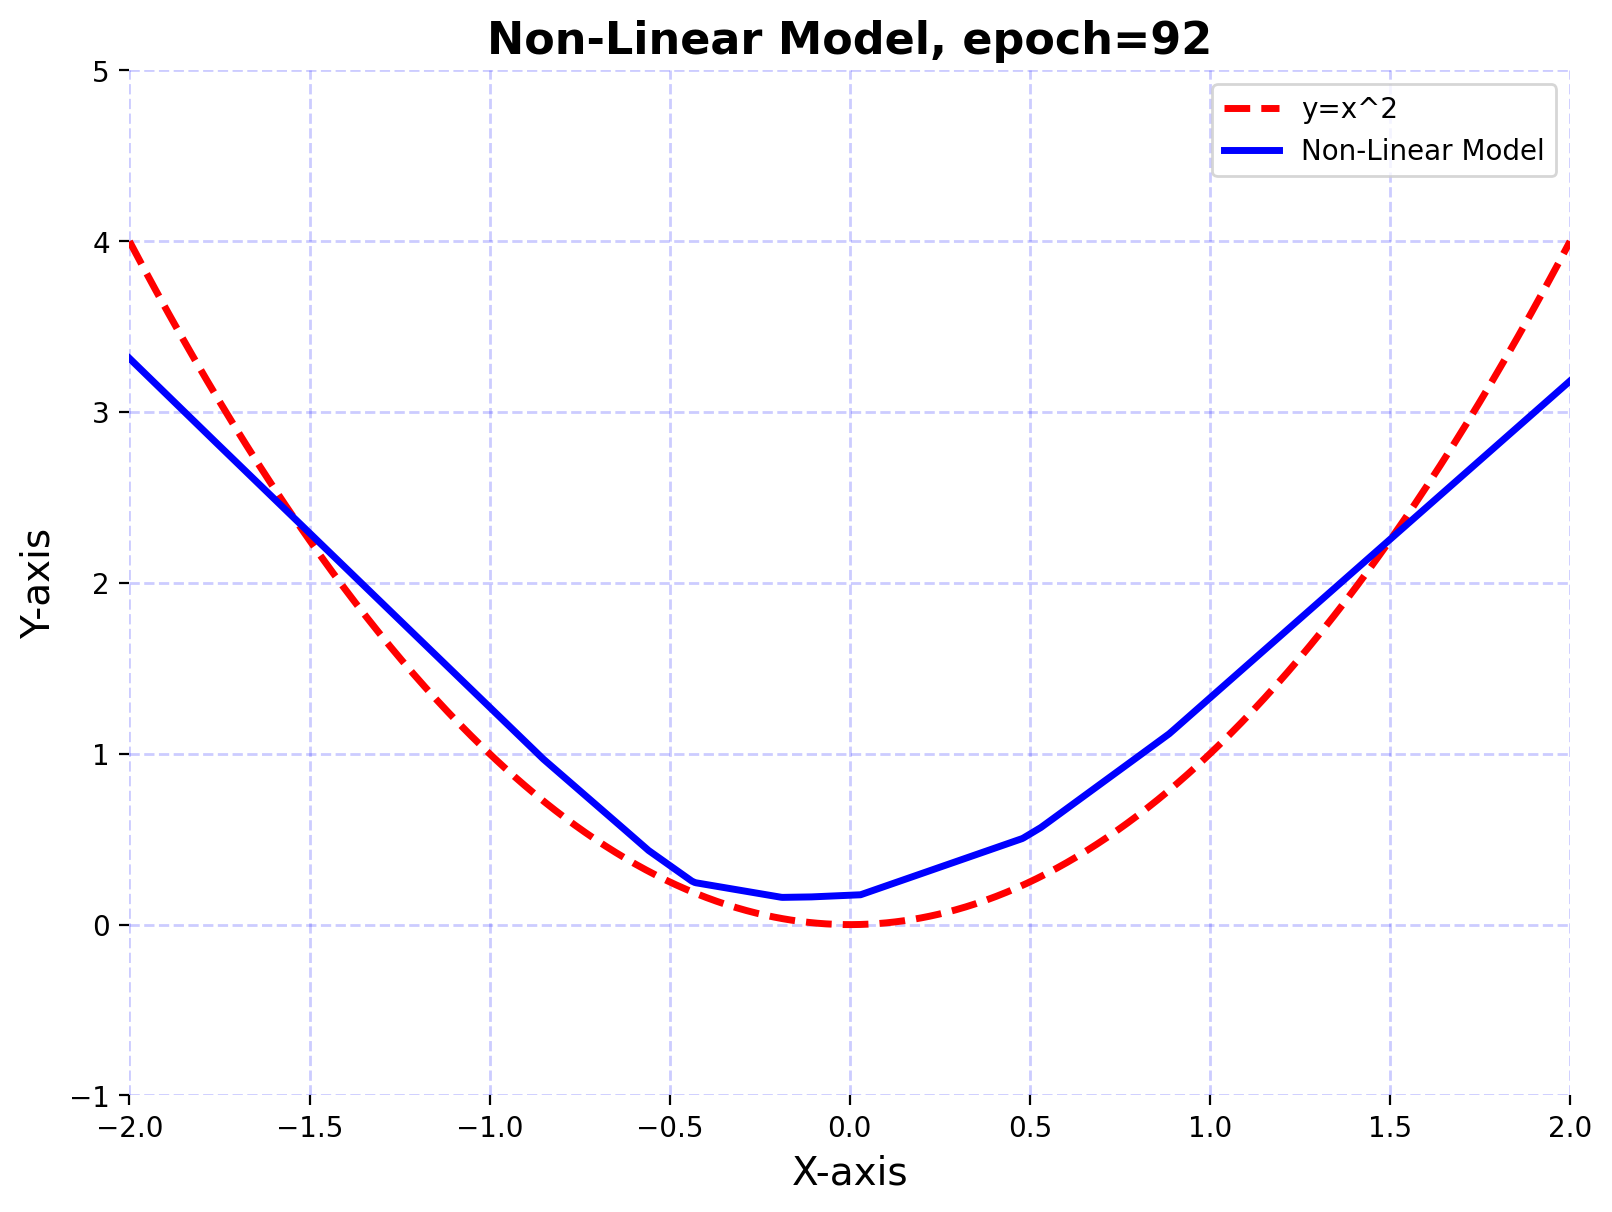 Non-Linear Model, epoch=92
y=x^2
Non-Linear Model
Y-axis
5
4
3
2
1
0
−1
−2.0 −1.5 −1.0 −0.5 0.0 0.5 1.0 1.5 2.0
X-axis